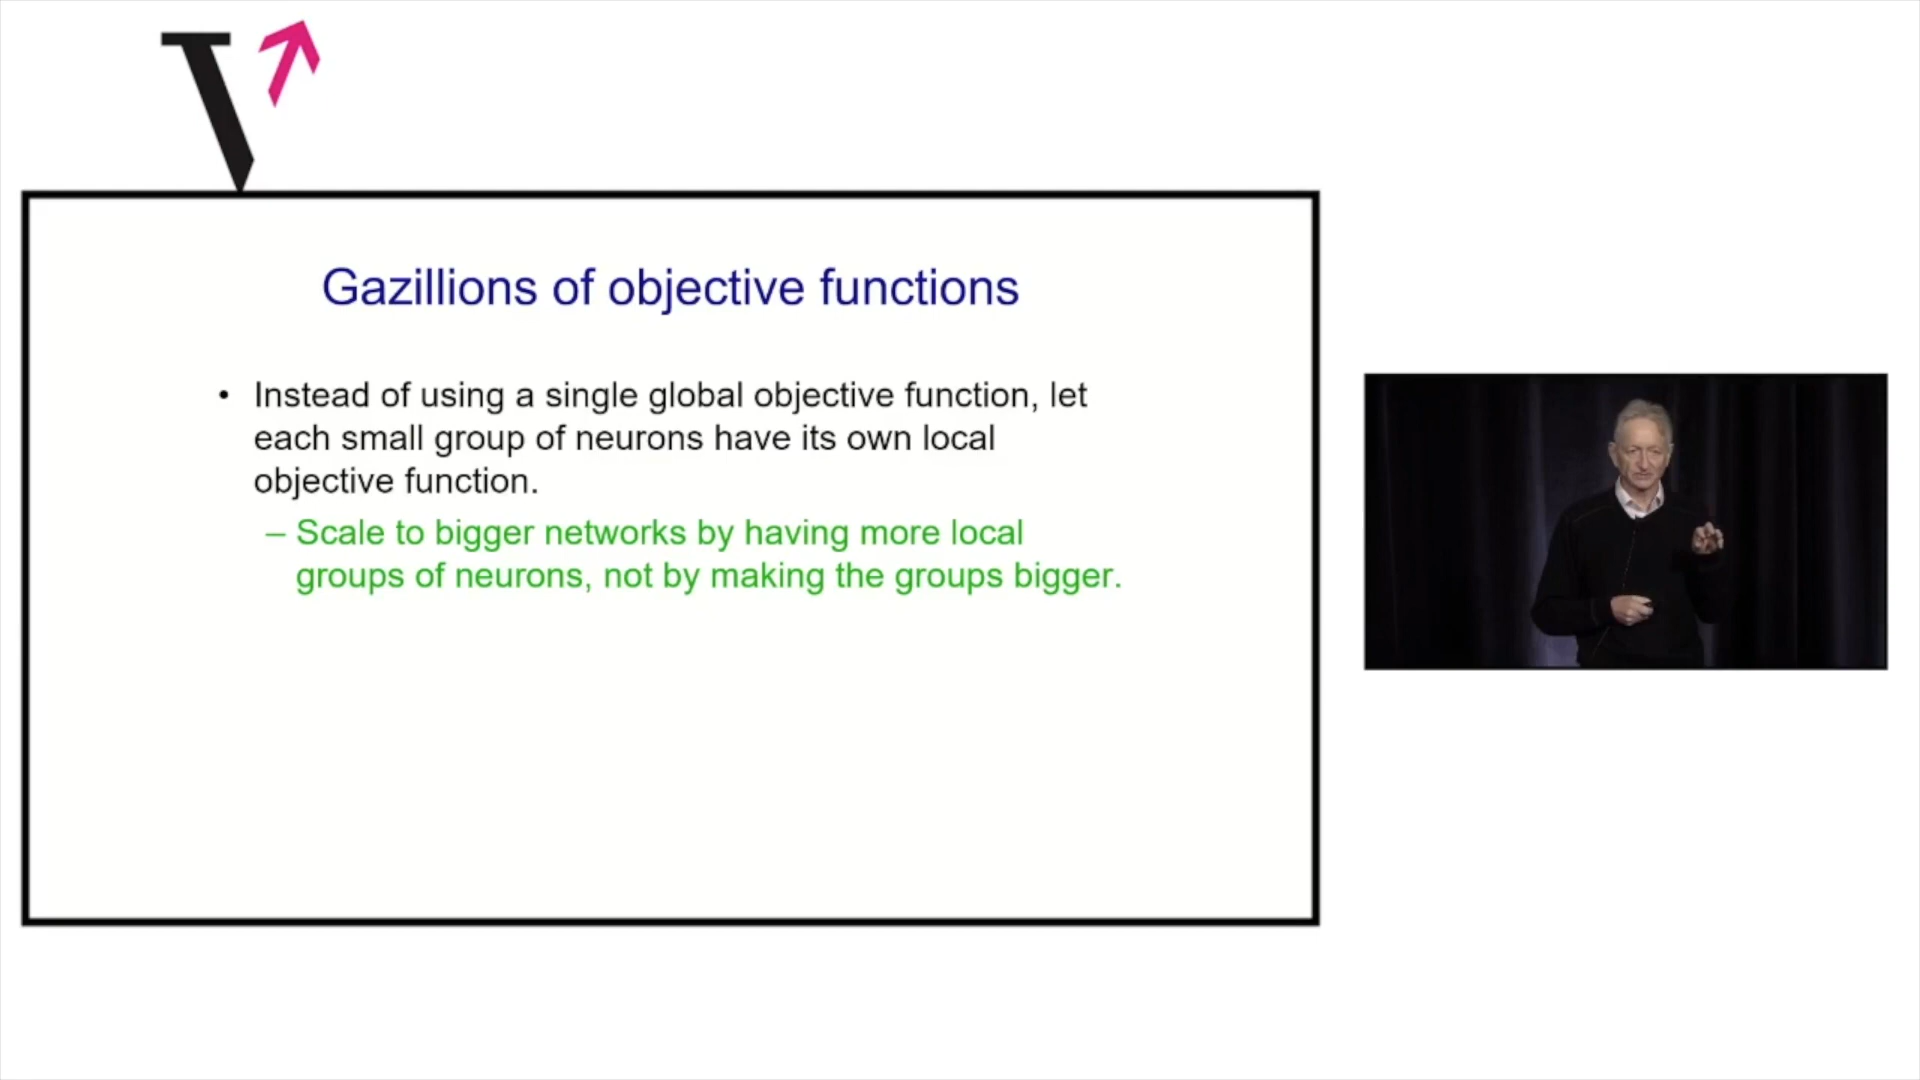 Gazillions of objective functions
• Instead of using a single global objective function, let
each small group of neurons have its own local
objective function.
– Scale to bigger networks by having more local
groups of neurons, not by making the groups bigger.